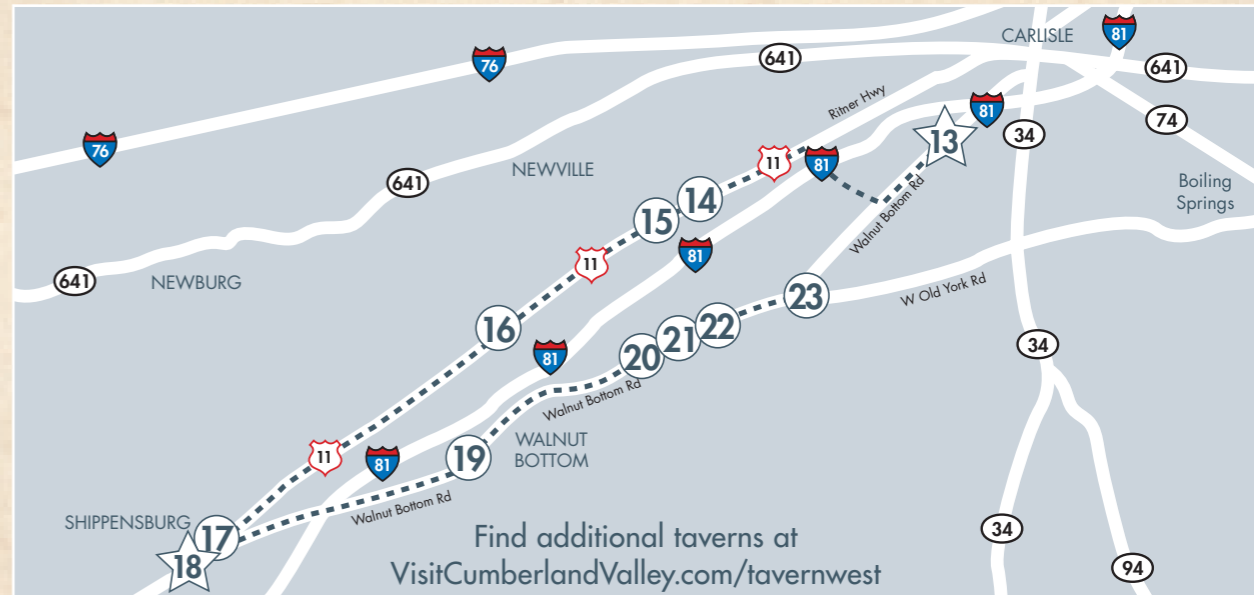 CARLISLE
81
76
641
641
Ritner Hwy
81
13
34
74
76
11
81
NEWVILLE
641
14
15
Walnut Bottom Rd
Boiling
Springs
81
11
641
NEWBURG
23
W Old York Rd
16
22
21
20
34
81
Walnut Bottom Rd
WALNUT
BOTTOM
19
11
81
Walnut Bottom Rd
SHIPPENSBURG
17
18
34
94
Find additional taverns at
VisitCumberlandValley.com/tavernwest